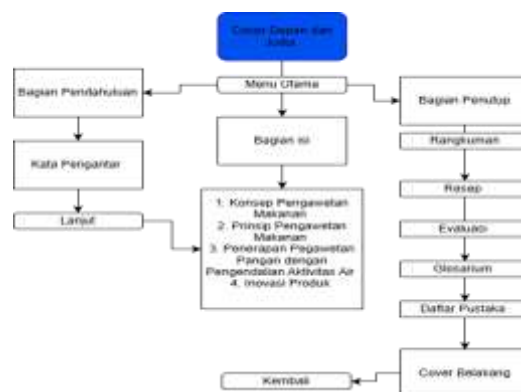 Cover Depan dan
Judul
Menu Utama
Bagian Pendahuluan
Bagian Penutup
Bagian isi
Rangkuman
Kata Pengantar
Resep
Lanjut
1. Konsep Pengawetan
Makanan
2. Prinsip Pengawetan
Makanan
3. Penerapan Pegawetan
Pangan dengan
Pengendalian Aktivitas Air
4. Inovasi Produk
Evaluasi
Glosarium
Daftar Pustaka
Cover Belakang
Kembali